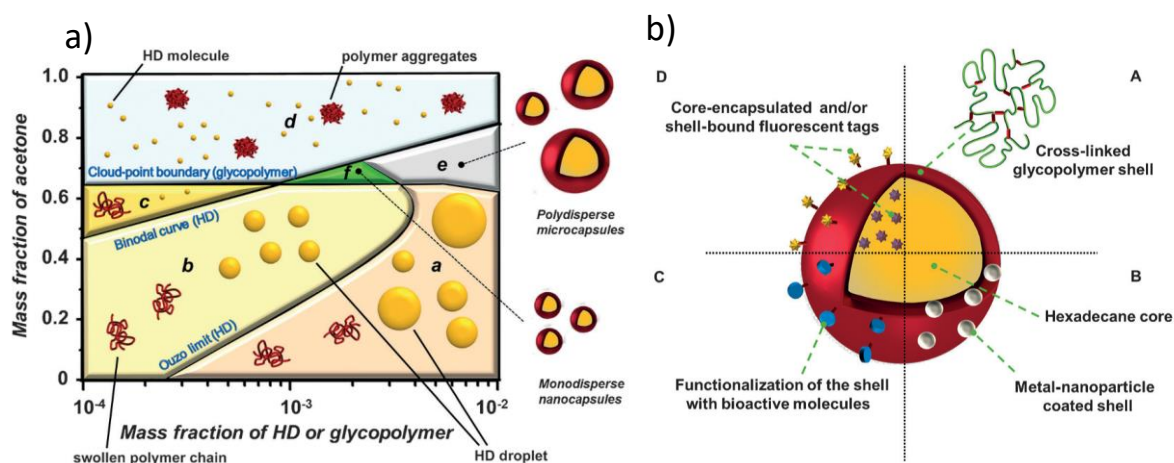 a)
HD molecule
polymer aggregates
Mass fraction of acetone
1.0
0.8
0.6
0.4
0.2
0
d
Cloud-point boundary (glycopolymer)
f
e
c
Binodal curve (HD)
b
a
Ouzo limit (HD)
10-4
10-3
10-2
Mass fraction of HD or glycopolymer
swollen polymer chain
HD droplet
Polydisperse
microcapsules
Monodisperse
nanocapsules
b)
D
A
Core-encapsulated and/or
shell-bound fluorescent tags
Cross-linked
glycopolymer shell
C
B
Hexadecane core
Functionalization of the shell
with bioactive molecules
Metal-nanoparticle
coated shell